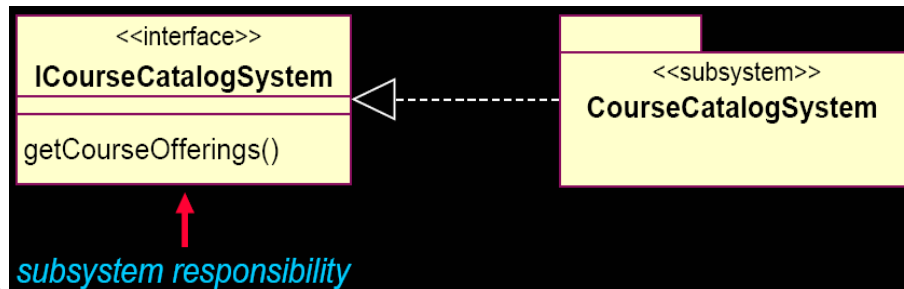 <<interface>>
ICourseCatalogSystem
getCourseOfferings()
<<subsystem>>
CourseCatalogSystem
subsystem responsibility